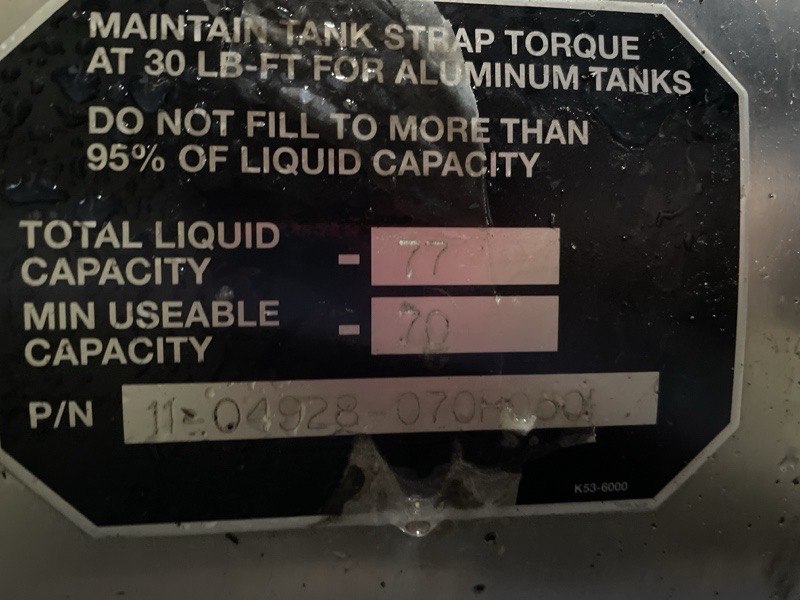 MAINTAIN TANK STRAP TORQUE
AT 30 LB-FT FOR ALUMINUM TANKS
DO NOT FILL TO MORE THAN
95% OF LIQUID CAPACITY
TOTAL LIQUID
CAPACITY - 77
MIN USEABLE
CAPACITY - 70
P/N
K53-6000